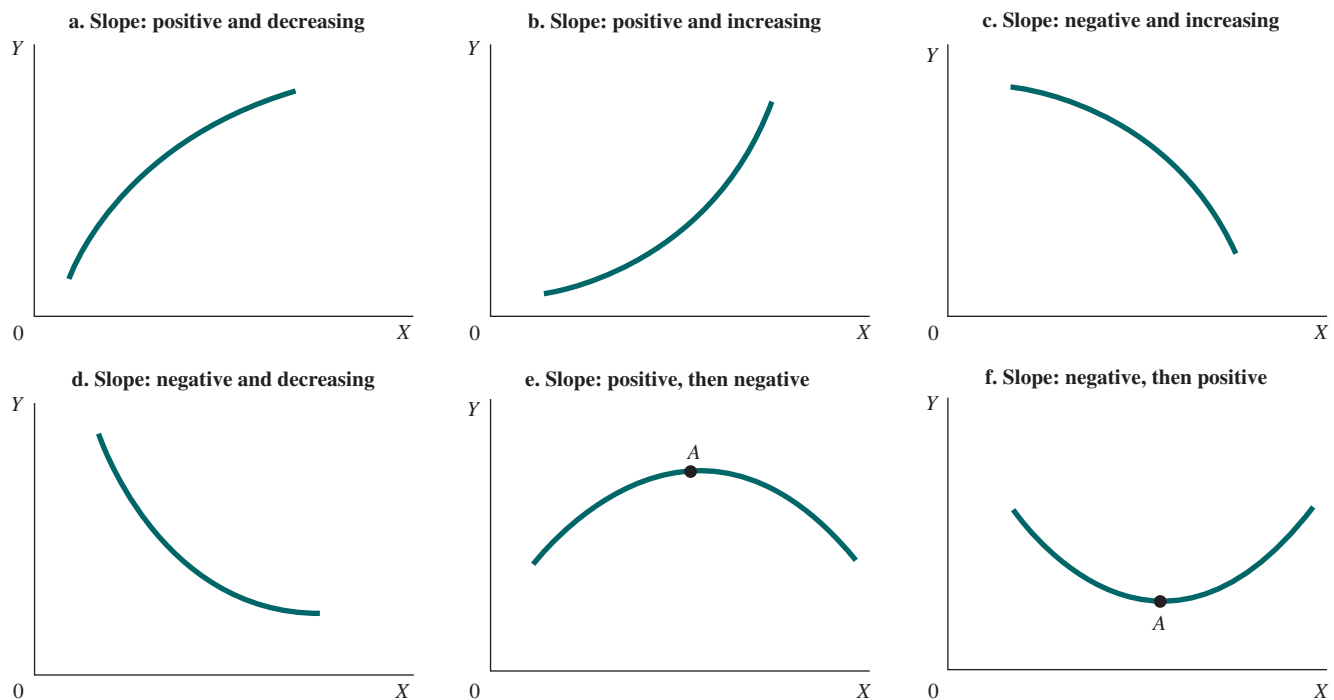 a. Slope: positive and decreasing
Y
0
X
b. Slope: positive and increasing
Y
0
X
c. Slope: negative and increasing
Y
0
X
d. Slope: negative and decreasing
Y
0
X
e. Slope: positive, then negative
Y
A
0
X
f. Slope: negative, then positive
Y
A
0
X